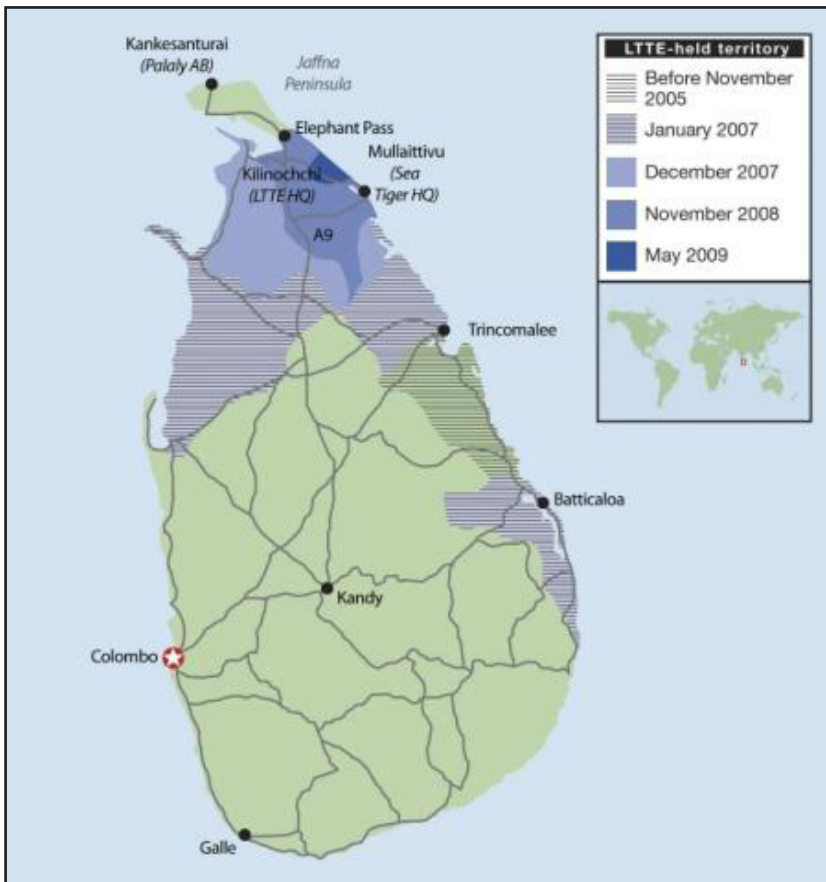 Kankesanturai
(Palaly AB)
Jaffna
Peninsula
Elephant Pass
Mullaittivu
(Sea
Tiger HQ)
Kilinochchi
(LTTE HQ)
A9
Trincomalee
Batticaloa
Kandy
Colombo
Galle
LTTE-held territory
Before November
2005
January 2007
December 2007
November 2008
May 2009